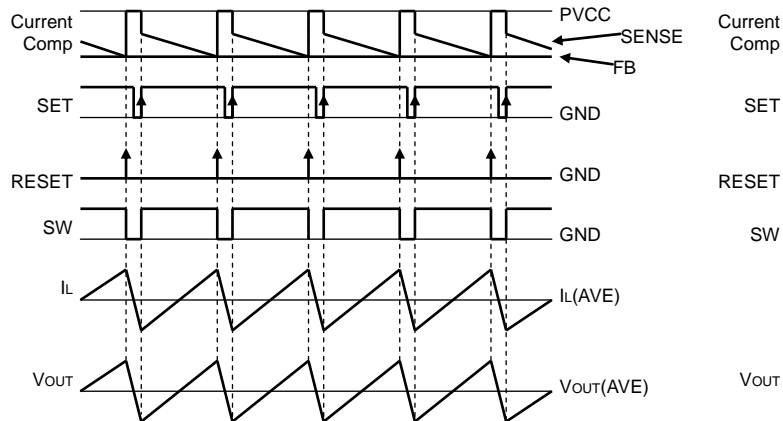 Current
Comp
PVCC
SENSE
FB
SET
GND
RESET
GND
SW
GND
IL
IL(AVE)
VOUT
VOUT(AVE)
Current
Comp
SET
RESET
SW
VOUT